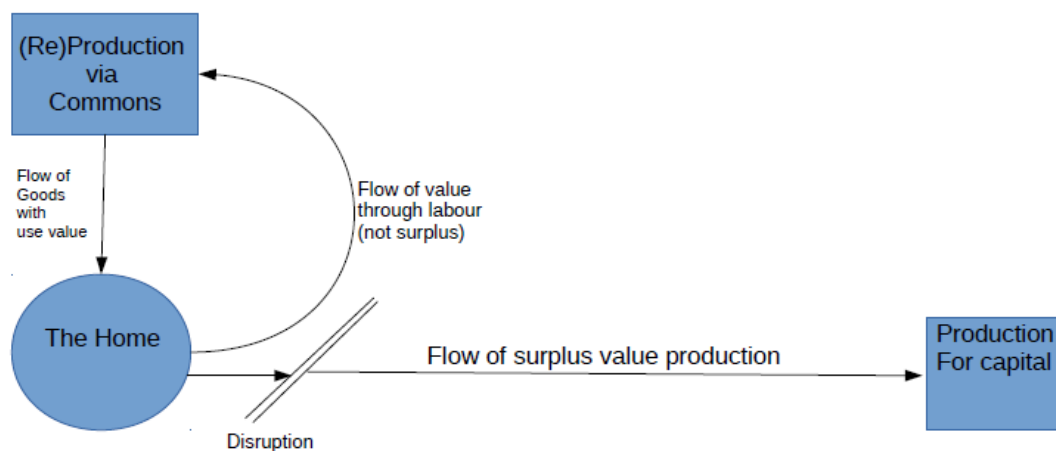 (Re)Production
via
Commons
Flow of
Goods
with
use value
Flow of value
through labour
(not surplus)
The Home
Flow of surplus value production
Production
For capital
Disruption